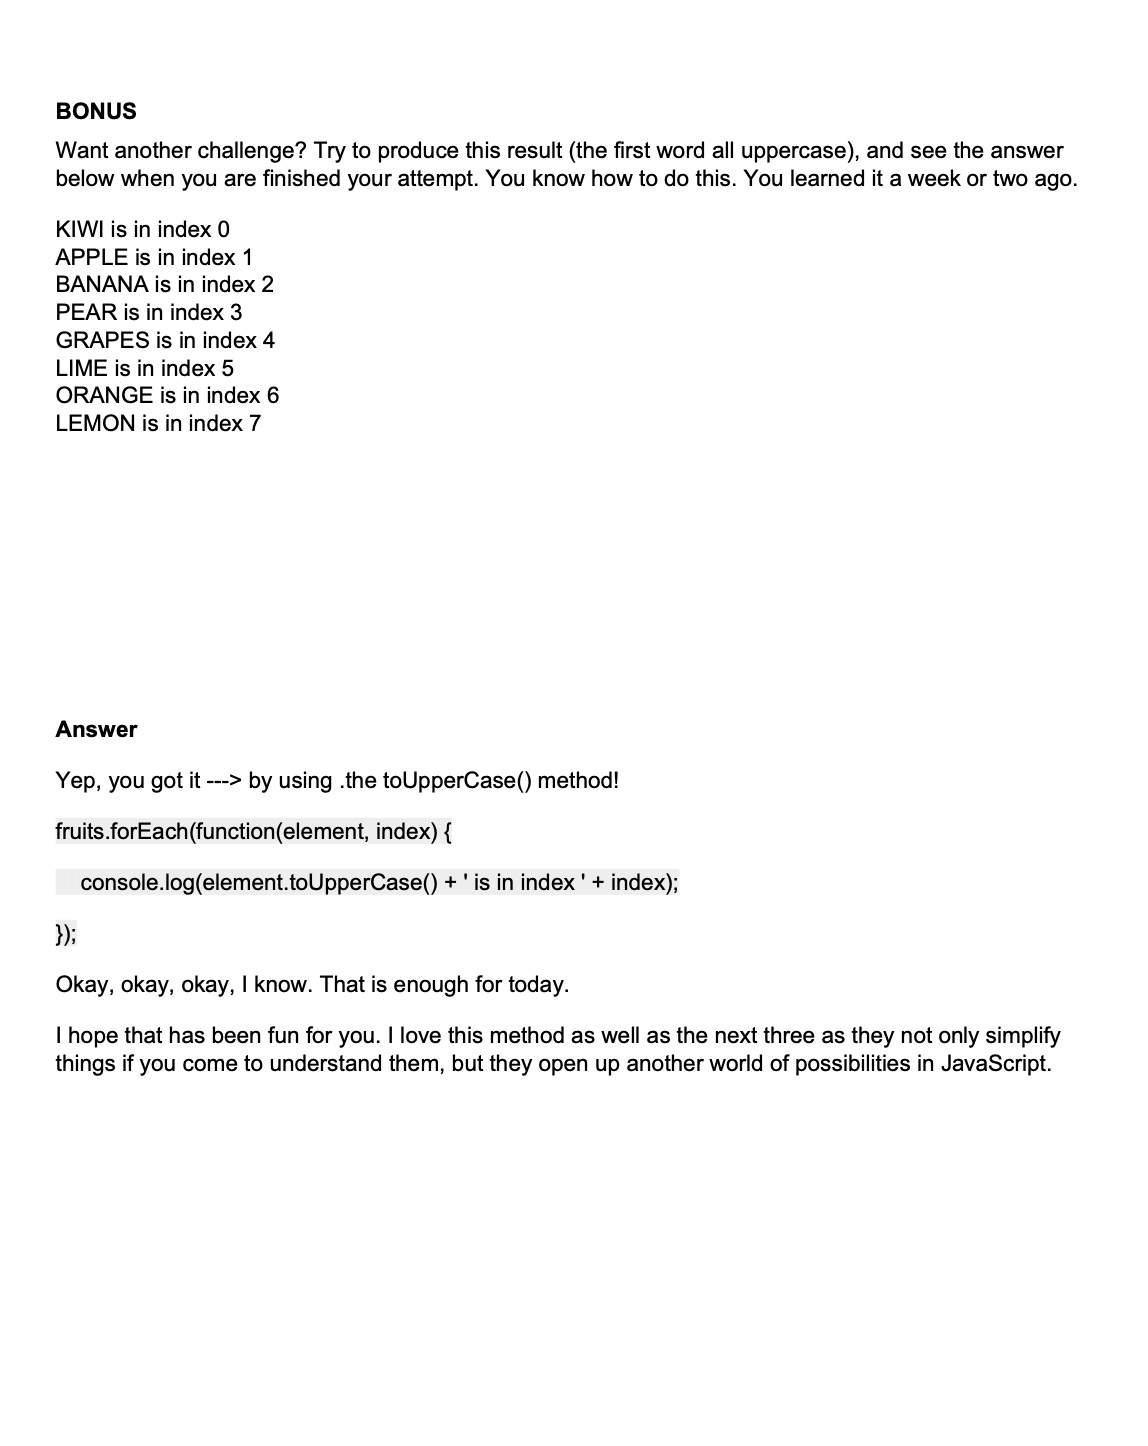 BONUS
Want another challenge? Try to produce this result (the first word all uppercase), and see the answer
below when you are finished your attempt. You know how to do this. You learned it a week or two ago.
KIWI is in index 0
APPLE is in index 1
BANANA is in index 2
PEAR is in index 3
GRAPES is in index 4
LIME is in index 5
ORANGE is in index 6
LEMON is in index 7
Answer
Yep, you got it ---> by using .the toUpperCase() method!
fruits.forEach(function(element, index) {
    console.log(element.toUpperCase() + ' is in index ' + index);
});
Okay, okay, okay, I know. That is enough for today.
I hope that has been fun for you. I love this method as well as the next three as they not only simplify
things if you come to understand them, but they open up another world of possibilities in JavaScript.